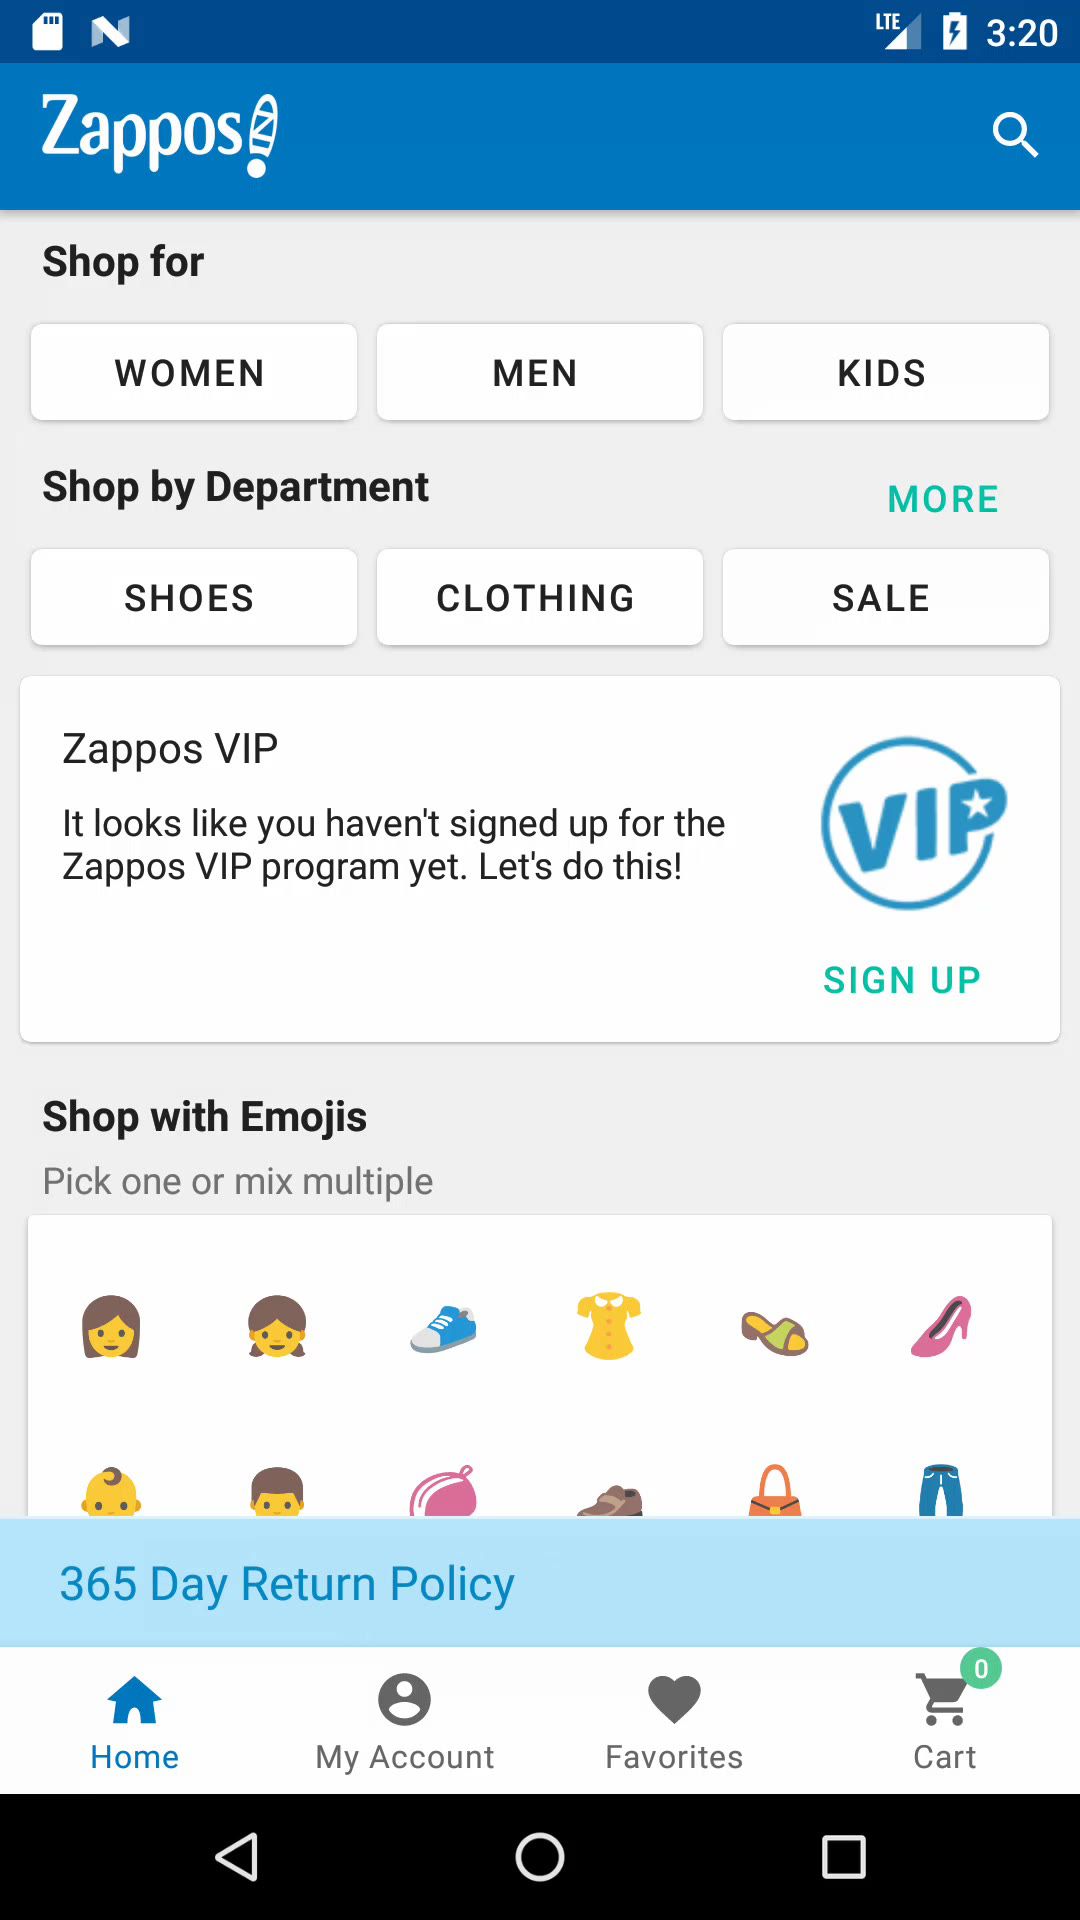 LTE 3:20
Zappos
Shop for
WOMEN MEN KIDS
Shop by Department
MORE
SHOES CLOTHING SALE
Zappos VIP
It looks like you haven't signed up for the
Zappos VIP program yet. Let's do this!
VIP
SIGN UP
Shop with Emojis
Pick one or mix multiple
365 Day Return Policy
0
Home My Account Favorites Cart